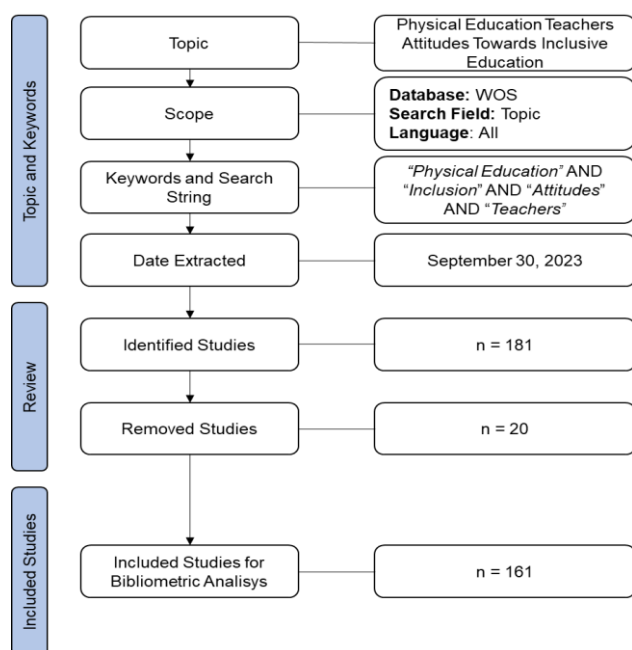 Topic and Keywords
Topic
Physical Education Teachers
Attitudes Towards Inclusive
Education
Scope
Database: WOS
Search Field: Topic
Language: All
Keywords and Search
String
“Physical Education” AND
“Inclusion” AND “Attitudes”
AND “Teachers”
Date Extracted
September 30, 2023
Review
Identified Studies
n = 181
Removed Studies
n = 20
Included Studies
Included Studies for
Bibliometric Analisys
n = 161